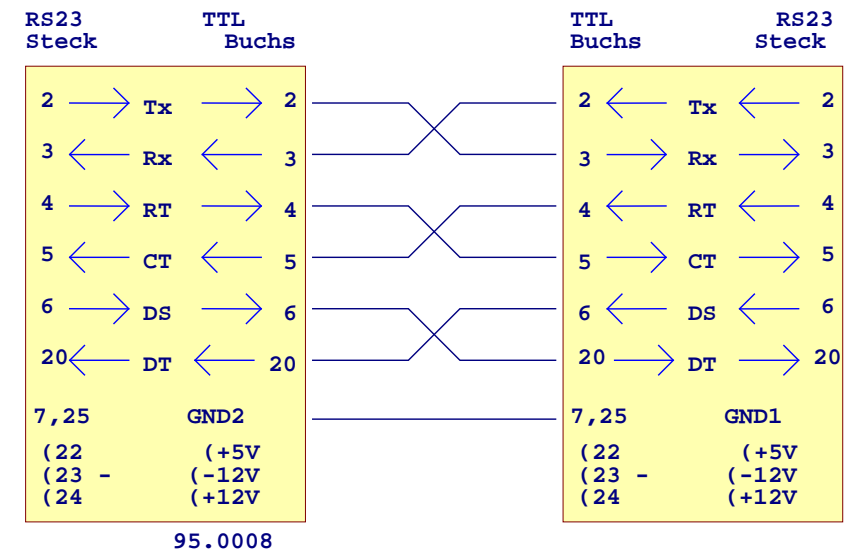 RS23 TTL TTL RS23
Steck Buchs Buchs Steck
2 Tx 2 2 Tx 2
3 Rx 3 3 Rx 3
4 RT 4 4 RT 4
5 CT 5 5 CT 5
6 DS 6 6 DS 6
20 DT 20 20 DT 20
7,25 GND2 7,25 GND1
(22 (+5V (22 (+5V
(23 - (-12V (23 - (-12V
(24 (+12V (24 (+12V
95.0008